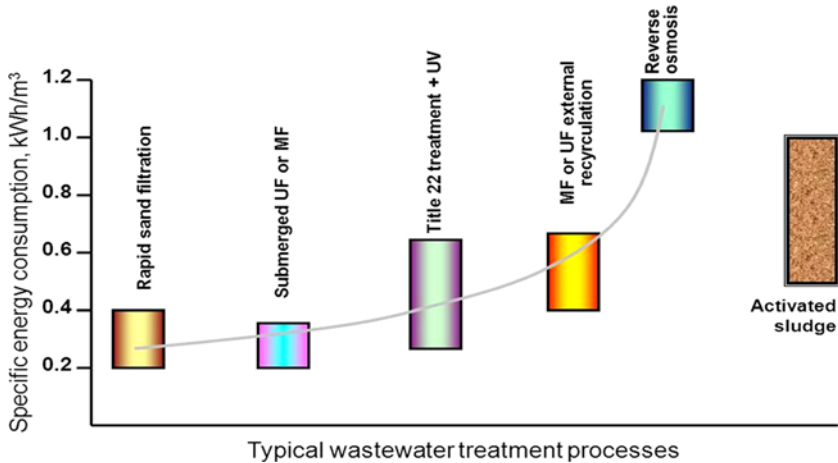 Specific energy consumption, kWh/m³
1.2
1.0
0.8
0.6
0.4
0.2
Rapid sand filtration
Submerged UF or MF
Title 22 treatment + UV
MF or UF external
recyrculation
Reverse
osmosis
Activated
sludge
Typical wastewater treatment processes